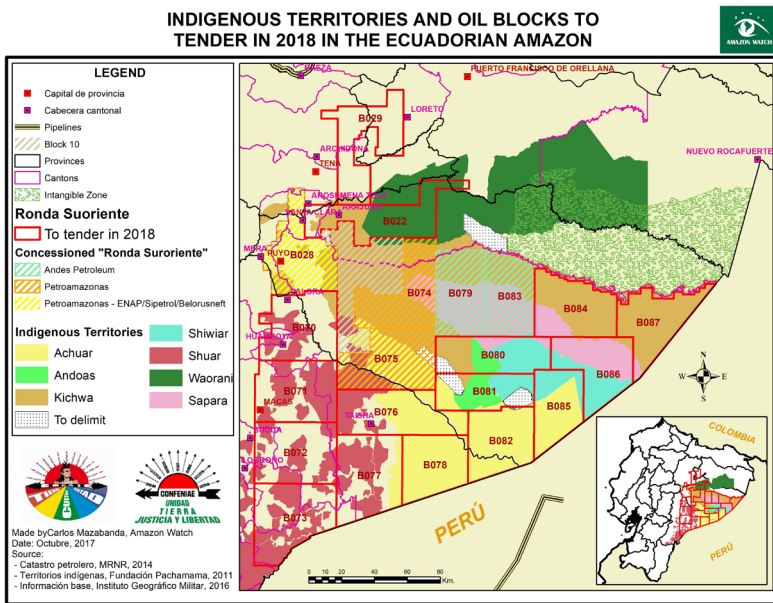 INDIGENOUS TERRITORIES AND OIL BLOCKS TO
TENDER IN 2018 IN THE ECUADORIAN AMAZON
AMAZON WATCH
LEGEND
Capital de provincia
Cabecera cantonal
Pipelines
Block 10
Provinces
Cantons
Intangible Zone
Ronda Suoriente
To tender in 2018
Concessioned "Ronda Suroriente"
Andes Petroleum
Petroamazonas
Petroamazonas - ENAP/Sipetrol/Belorusneft
Indigenous Territories
Achuar
Andoas
Kichwa
To delimit
Shiwiar
Shuar
Waorani
Sapara
CONFENIAE
UNIDAD
TIERRA
JUSTICIA Y LIBERTAD
Made byCarlos Mazabanda, Amazon Watch
Date: Octubre, 2017
Source:
- Catastro petrolero, MRNR, 2014
- Territorios indígenas, Fundación Pachamama, 2011
- Información base, Instituto Geográfico Militar, 2016
PUERTO FRANCISCO DE ORELLANA
B029
LORETO
ARCHIDONA
TENA
NUEVO ROCAFUERTE
B022
MERA
PUYO
B028
PALORA
B074
B079
B083
B084
B087
B070
HUAMBOYA
B075
B080
B086
B071
B081
MACAS
B076
TAISHA
B085
SUCUA
B072
B082
LOGROÑO
B077
B078
B073
PERÚ
N
W
E
S
0
20
40
60
80
Km.
COLOMBIA
PERÚ